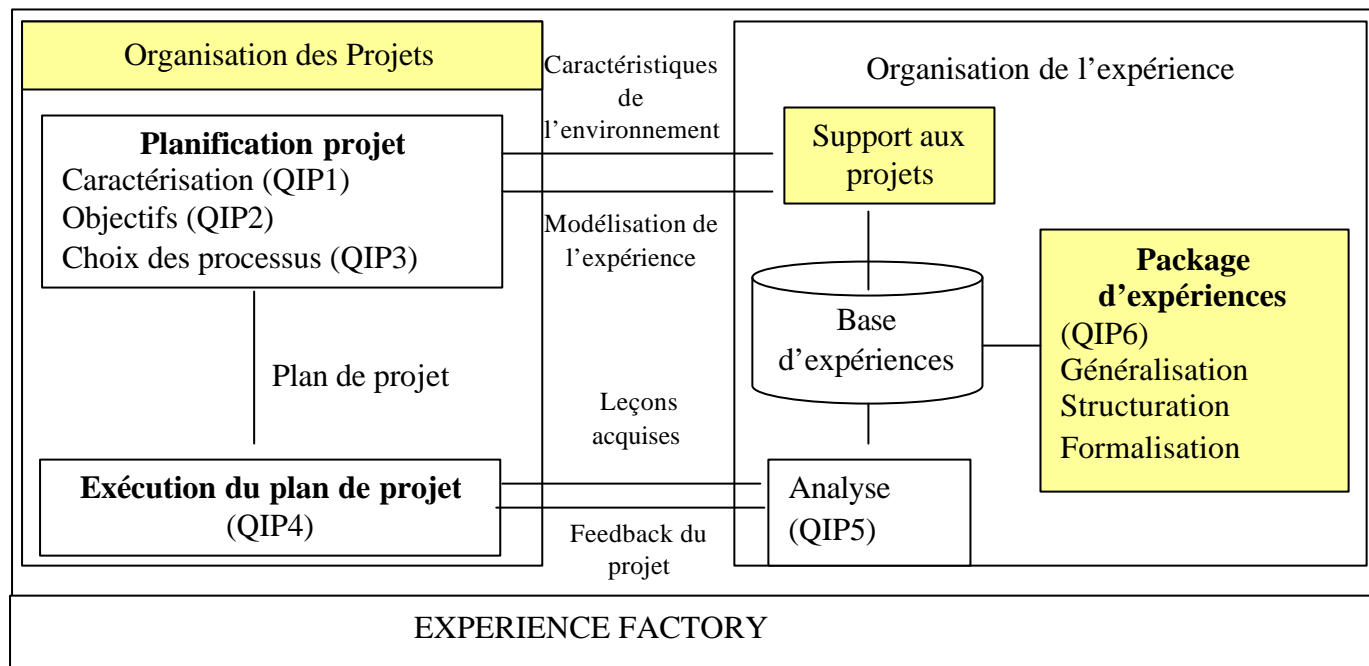 Organisation des Projets
Planification projet
Caractérisation (QIP1)
Objectifs (QIP2)
Choix des processus (QIP3)
Plan de projet
Exécution du plan de projet
(QIP4)
Caractéristiques
de
l’environnement
Modélisation de
l’expérience
Leçons
acquises
Feedback du
projet
Organisation de l’expérience
Support aux
projets
Base
d’expériences
Package
d’expériences
(QIP6)
Généralisation
Structuration
Formalisation
Analyse
(QIP5)
EXPERIENCE FACTORY